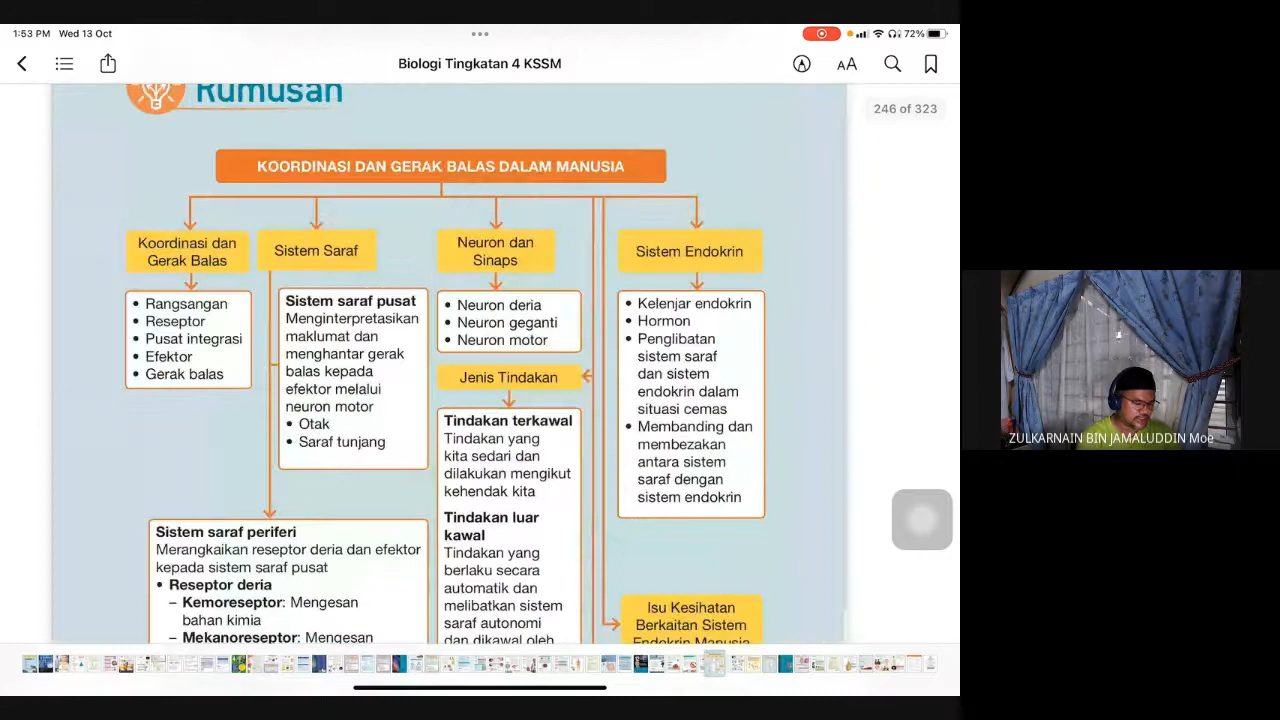 1:53 PM Wed 13 Oct
72%
Biologi Tingkatan 4 KSSM
AA
Rumusan
246 of 323
KOORDINASI DAN GERAK BALAS DALAM MANUSIA
Koordinasi dan
Gerak Balas
• Rangsangan
• Reseptor
• Pusat integrasi
• Efektor
• Gerak balas
Sistem Saraf
Sistem saraf pusat
Menginterpretasikan
maklumat dan
menghantar gerak
balas kepada
efektor melalui
neuron motor
• Otak
• Saraf tunjang
Sistem saraf periferi
Merangkaikan reseptor deria dan efektor
kepada sistem saraf pusat
• Reseptor deria
– Kemoreseptor: Mengesan
bahan kimia
– Mekanoreseptor: Mengesan
Neuron dan
Sinaps
• Neuron deria
• Neuron geganti
• Neuron motor
Jenis Tindakan
Tindakan terkawal
Tindakan yang
kita sedari dan
dilakukan mengikut
kehendak kita
Tindakan luar
kawal
Tindakan yang
berlaku secara
automatik dan
melibatkan sistem
saraf autonomi
dan dikawal oleh
Sistem Endokrin
• Kelenjar endokrin
• Hormon
• Penglibatan
sistem saraf
dan sistem
endokrin dalam
situasi cemas
• Membanding dan
membezakan
antara sistem
saraf dengan
sistem endokrin
Isu Kesihatan
Berkaitan Sistem
Endokrin Manusia
ZULKARNAIN BIN JAMALUDDIN Moe